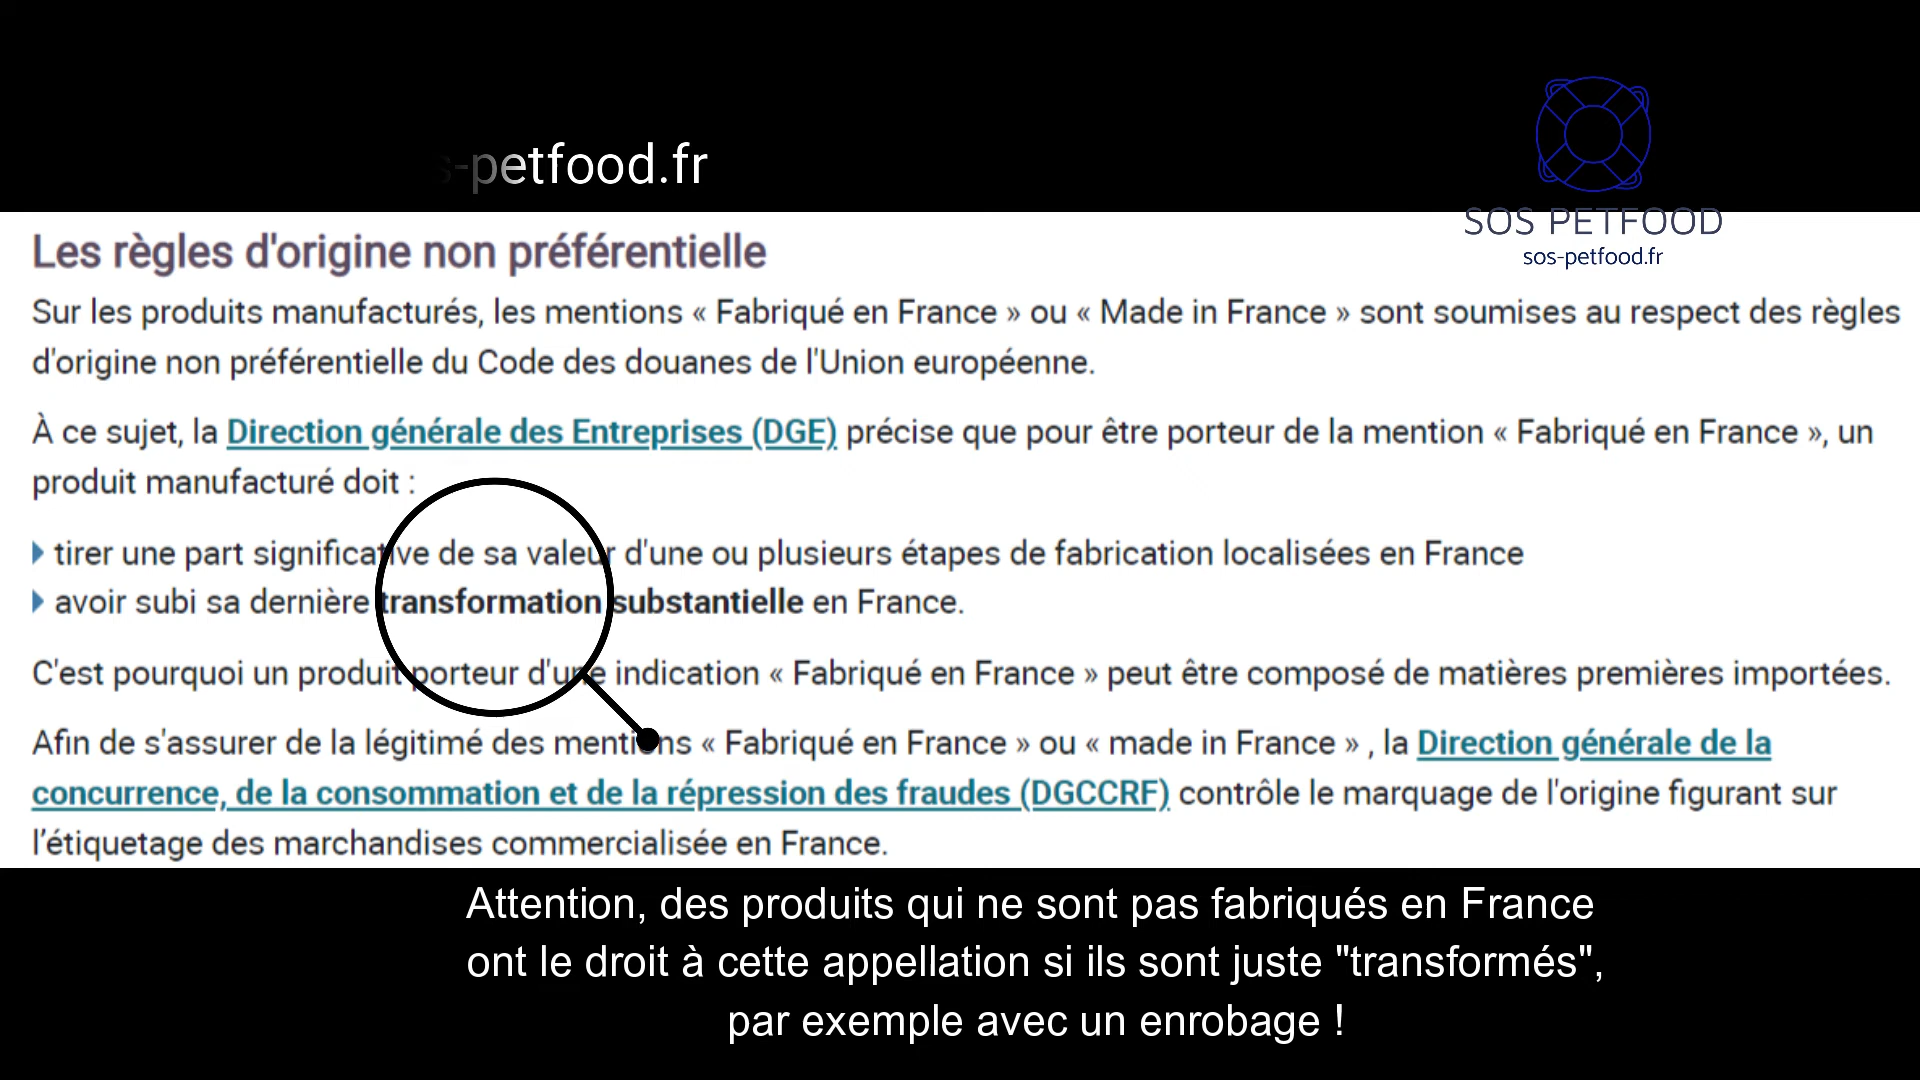 s-petfood.fr
SOS PETFOOD
sos-petfood.fr
Les règles d'origine non préférentielle
Sur les produits manufacturés, les mentions « Fabriqué en France » ou « Made in France » sont soumises au respect des règles
d'origine non préférentielle du Code des douanes de l'Union européenne.
À ce sujet, la Direction générale des Entreprises (DGE) précise que pour être porteur de la mention « Fabriqué en France », un
produit manufacturé doit :
tirer une part significative de sa valeur d'une ou plusieurs étapes de fabrication localisées en France
avoir subi sa dernière transformation substantielle en France.
C'est pourquoi un produit porteur d'une indication « Fabriqué en France » peut être composé de matières premières importées.
Afin de s'assurer de la légitimé des mentions « Fabriqué en France » ou « made in France » , la Direction générale de la
concurrence, de la consommation et de la répression des fraudes (DGCCRF) contrôle le marquage de l'origine figurant sur
l’étiquetage des marchandises commercialisée en France.
Attention, des produits qui ne sont pas fabriqués en France
ont le droit à cette appellation si ils sont juste "transformés",
par exemple avec un enrobage !